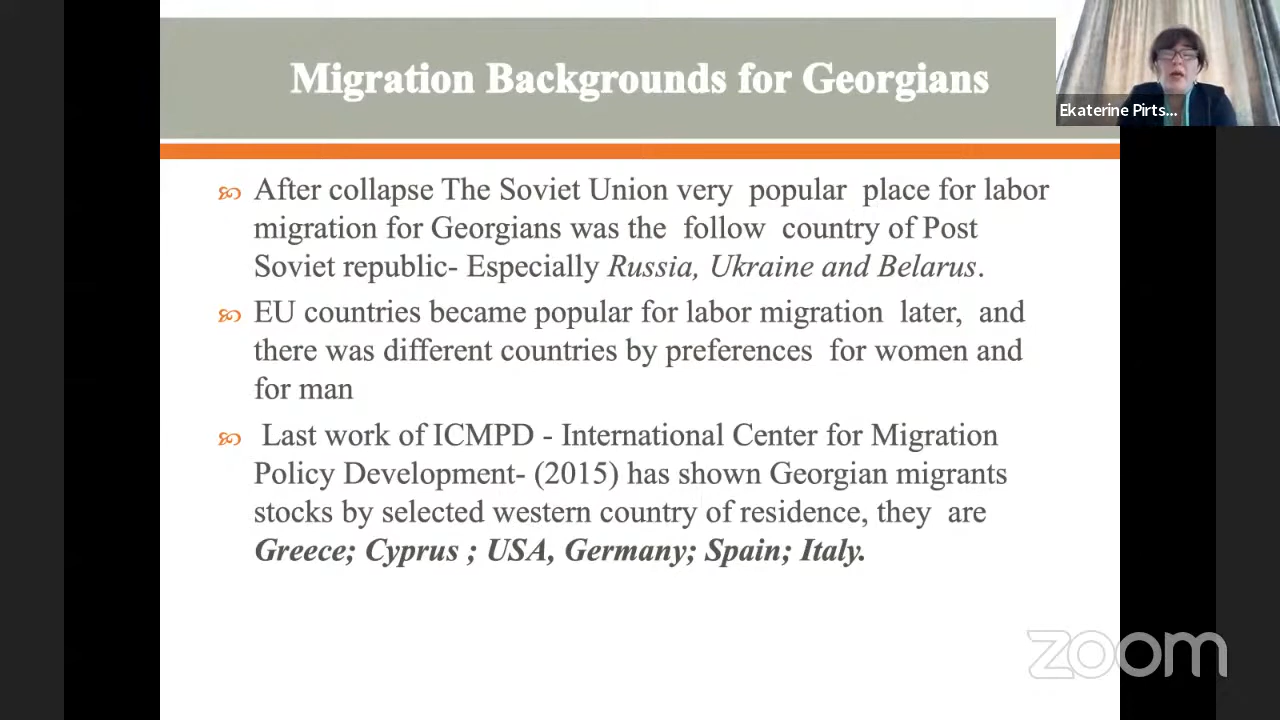 Migration Backgrounds for Georgians
Ekaterine Pirts...
After collapse The Soviet Union very popular place for labor
migration for Georgians was the follow country of Post
Soviet republic- Especially Russia, Ukraine and Belarus.
EU countries became popular for labor migration later, and
there was different countries by preferences for women and
for man
Last work of ICMPD - International Center for Migration
Policy Development- (2015) has shown Georgian migrants
stocks by selected western country of residence, they are
Greece; Cyprus ; USA, Germany; Spain; Italy.
zoom